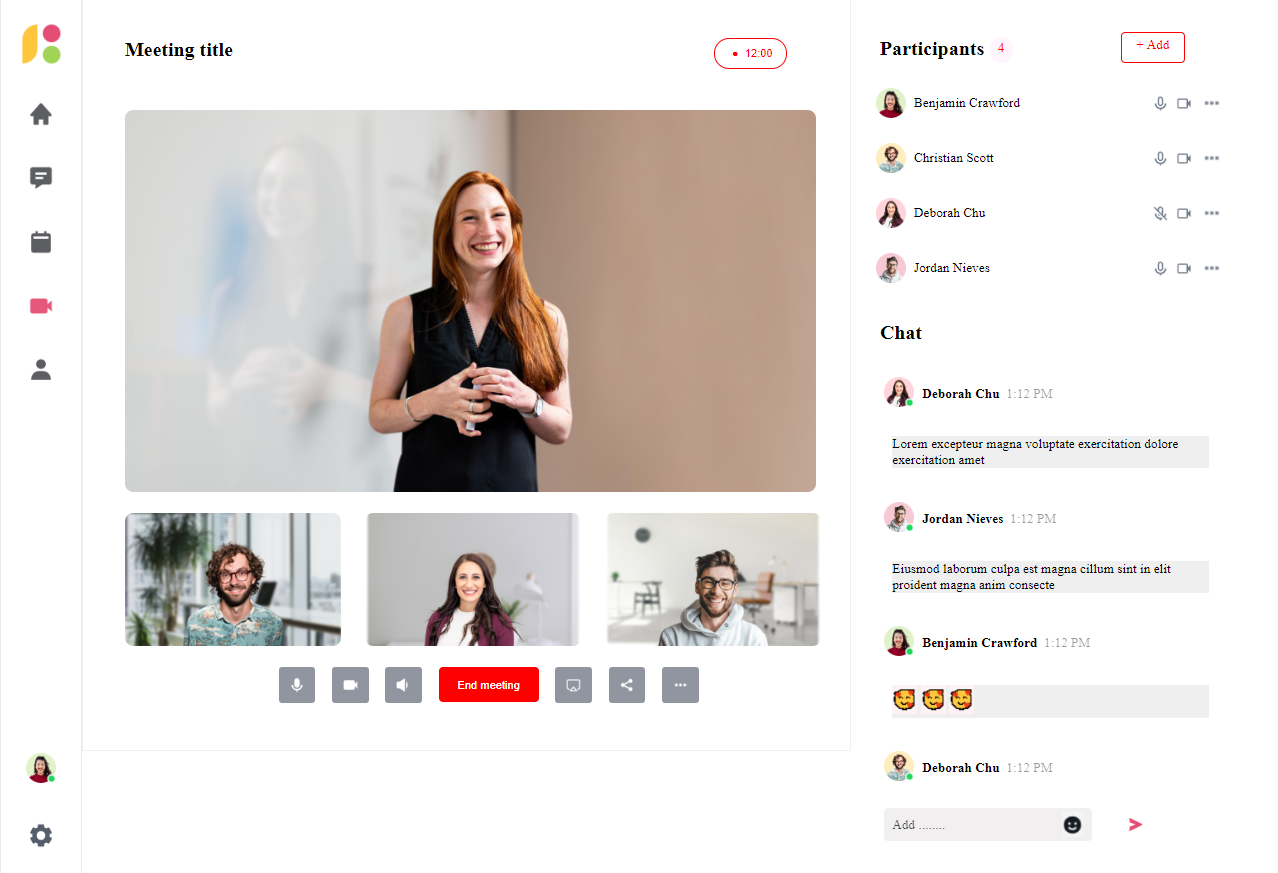 Meeting title
12:00
End meeting
Participants 4
+ Add
Benjamin Crawford
Christian Scott
Deborah Chu
Jordan Nieves
Chat
Deborah Chu 1:12 PM
Lorem excepteur magna voluptate exercitation dolore
exercitation amet
Jordan Nieves 1:12 PM
Eiusmod laborum culpa est magna cillum sint in elit
proident magna anim consecte
Benjamin Crawford 1:12 PM
🥰 🥰 🥰
Deborah Chu 1:12 PM
Add ........